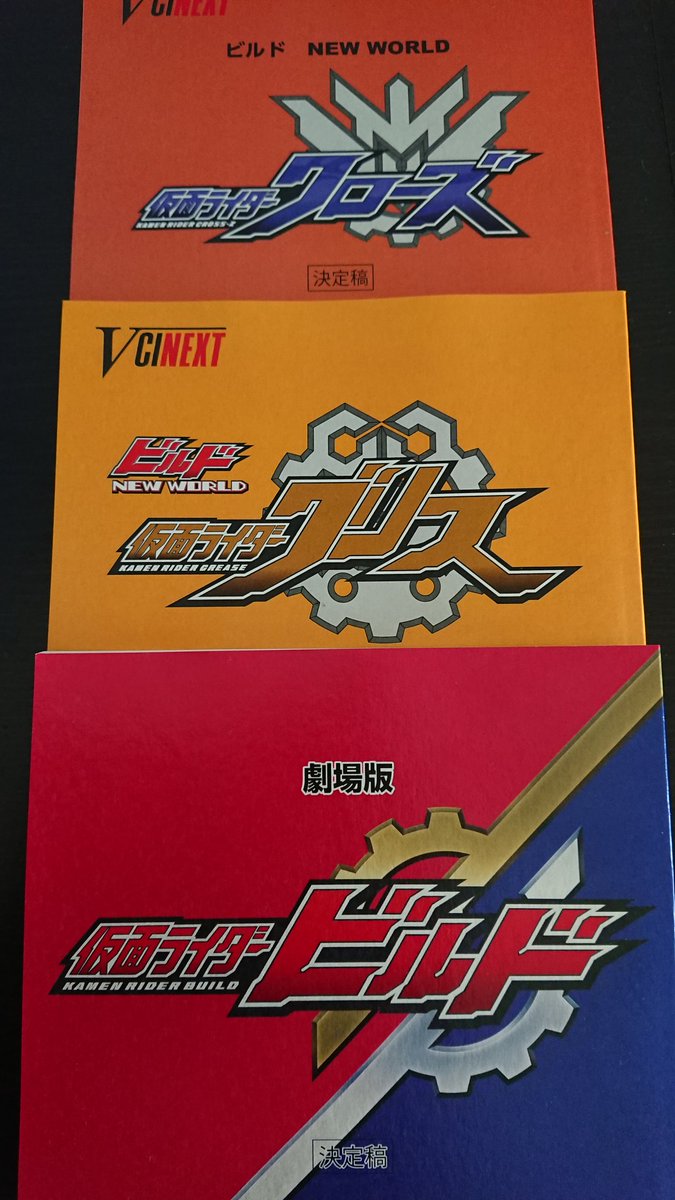 VCINEXT
ビルド NEW WORLD
仮面ライダークローズ
KAMEN RIDER CROSS-Z
決定稿
VCINEXT
ビルド
NEW WORLD
仮面ライダーグリス
KAMEN RIDER GREASE
劇場版
仮面ライダービルド
KAMEN RIDER BUILD
決定稿